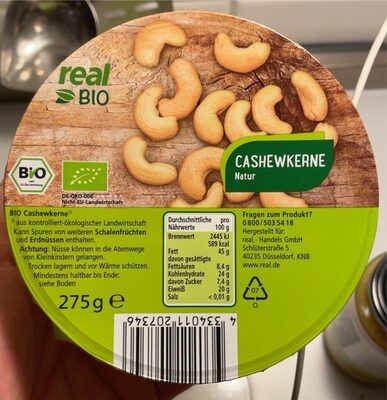 real
BIO
CASHEWKERNE
Natur
BIO
DE-ÖKO-006
Nicht-EU-Landwirtschaft
BIO Cashewkerne¹⁾
¹⁾ aus kontrolliert-ökologischer Landwirtschaft
Kann Spuren von weiteren Schalenfrüchten
und Erdnüssen enthalten.
Achtung: Nüsse können in die Atemwege
von Kleinkindern gelangen.
Trocken lagern und vor Wärme schützen.
Mindestens haltbar bis Ende:
siehe Boden
275 g e
Durchschnittliche pro
Nährwerte 100 g
Brennwert 2445 kJ
589 kcal
Fett 45 g
davon gesättigte
Fettsäuren 8,4 g
Kohlenhydrate 24 g
davon Zucker 7,4 g
Eiweiß 20 g
Salz < 0,01 g
Fragen zum Produkt?
0 800 / 503 54 18
Hergestellt für:
real,- Handels GmbH
Schlüterstraße 5
40235 Düsseldorf, KNB
www.real.de
07
4 334011 207346